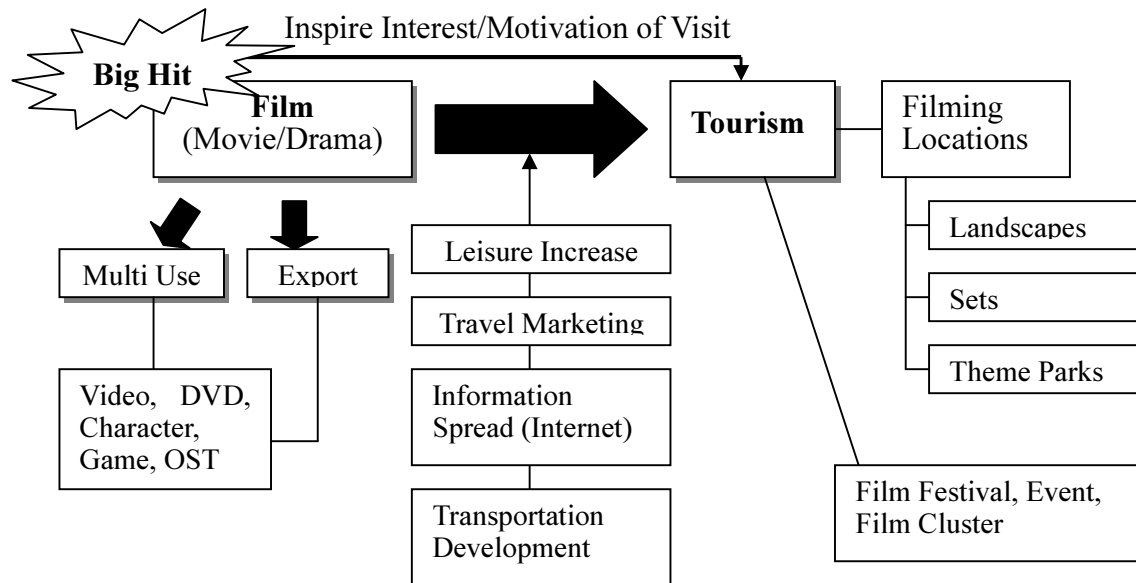 Inspire Interest/Motivation of Visit
Big Hit
Film
(Movie/Drama)
Tourism
Filming
Locations
Landscapes
Sets
Theme Parks
Multi Use
Export
Leisure Increase
Travel Marketing
Video, DVD,
Character,
Game, OST
Information
Spread (Internet)
Transportation
Development
Film Festival, Event,
Film Cluster